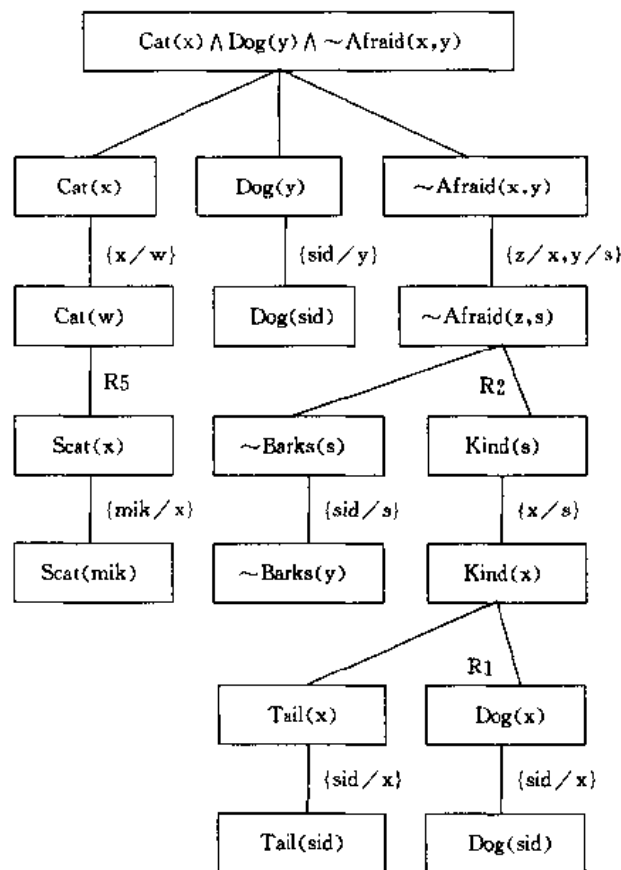 Cat(x)∧Dog(y)∧~Afraid(x,y)
Cat(x) Dog(y) ~Afraid(x,y)
{x/w} {sid/y} {z/x,y/s}
Cat(w) Dog(sid) ~Afraid(z,s)
R5 R2
Scat(x) ~Barks(s) Kind(s)
{mik/x} {sid/s} {x/s}
Scat(mik) ~Barks(y) Kind(x)
R1
Tail(x) Dog(x)
{sid/x} {sid/x}
Tail(sid) Dog(sid)